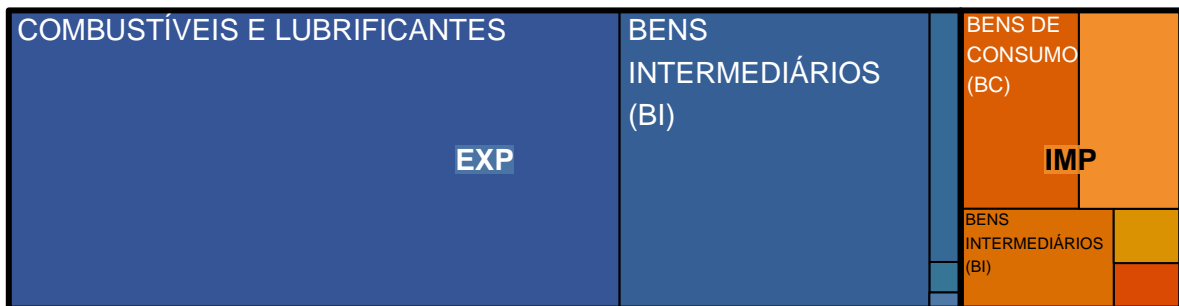 COMBUSTÍVEIS E LUBRIFICANTES
BENS
INTERMEDIÁRIOS
(BI)
EXP
BENS DE
CONSUMO
(BC)
IMP
BENS
INTERMEDIÁRIOS
(BI)